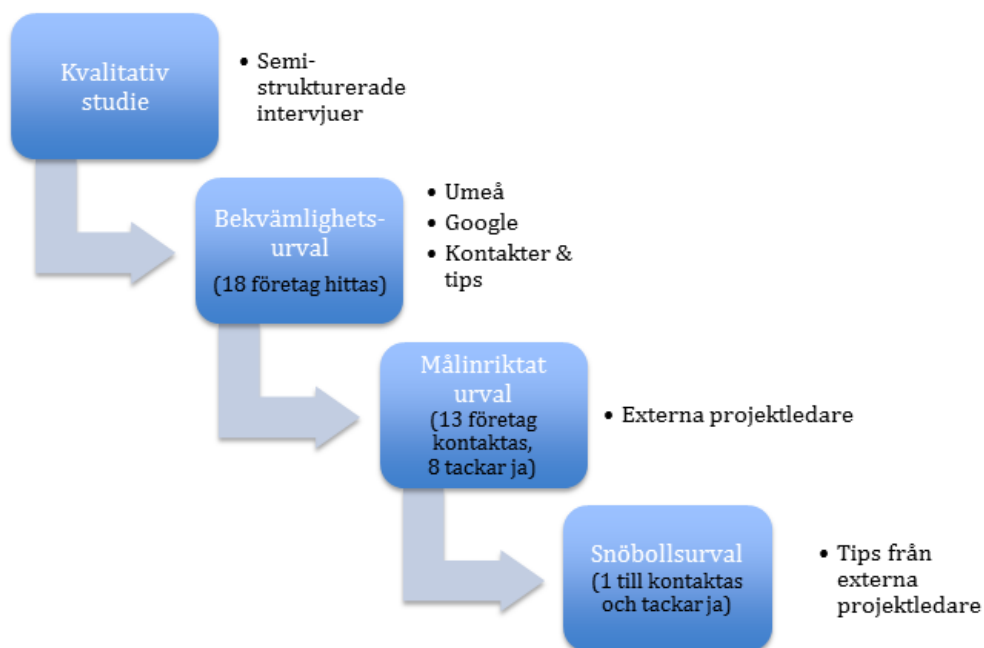 Kvalitativ
studie
• Semi-
strukturerade
intervjuer
Bekvämlighets-
urval
(18 företag hittas)
• Umeå
• Google
• Kontakter &
tips
Målinriktat
urval
(13 företag
kontaktas,
8 tackar ja)
• Externa projektledare
Snöbollsurval
(1 till kontaktas
och tackar ja)
• Tips från
externa
projektledare